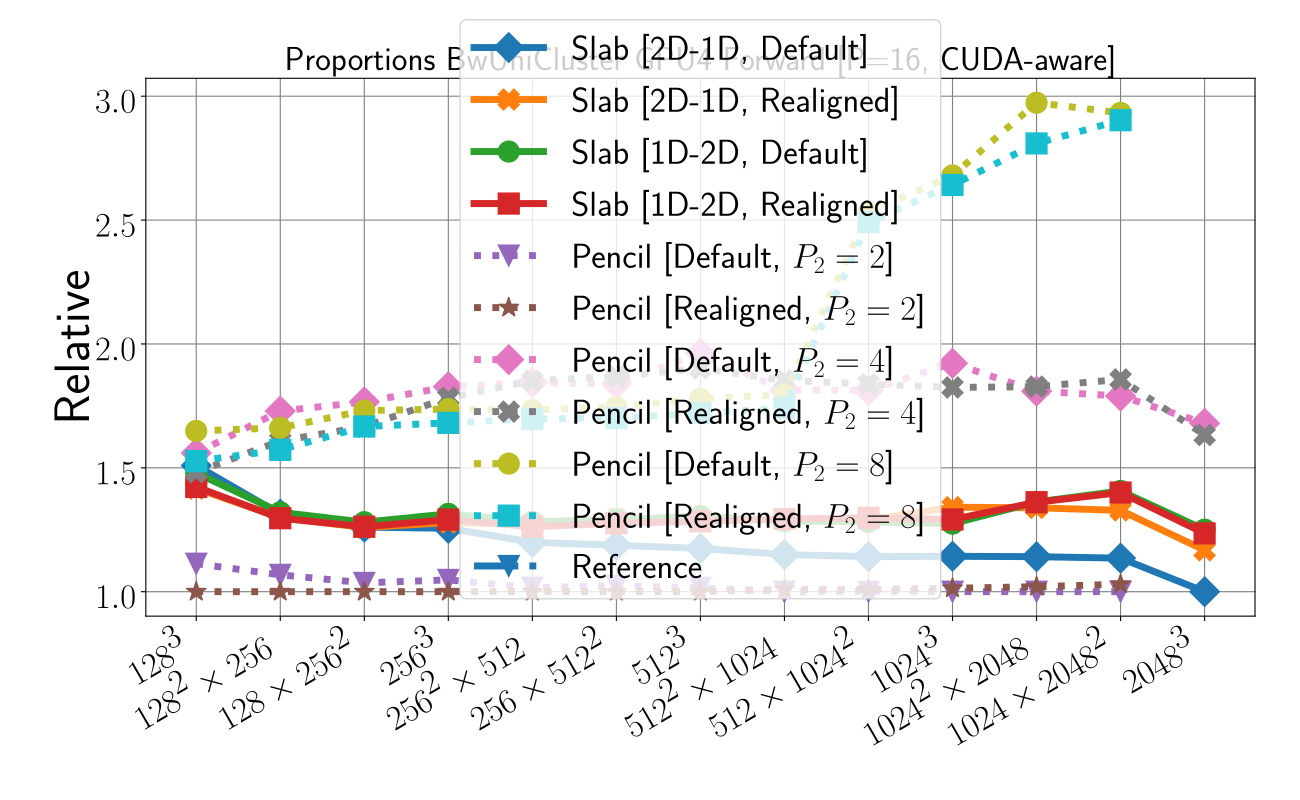 Proportions BwUniCluster GPU4 Forward [P=16, CUDA-aware]
Slab [2D-1D, Default]
Slab [2D-1D, Realigned]
Slab [1D-2D, Default]
Slab [1D-2D, Realigned]
Pencil [Default, P₂ = 2]
Pencil [Realigned, P₂ = 2]
Pencil [Default, P₂ = 4]
Pencil [Realigned, P₂ = 4]
Pencil [Default, P₂ = 8]
Pencil [Realigned, P₂ = 8]
Reference
Relative
3.0
2.5
2.0
1.5
1.0
128³
128² × 256
128 × 256²
256³
256² × 512
256 × 512²
512³
512² × 1024
512 × 1024²
1024³
1024² × 2048
1024 × 2048²
2048³